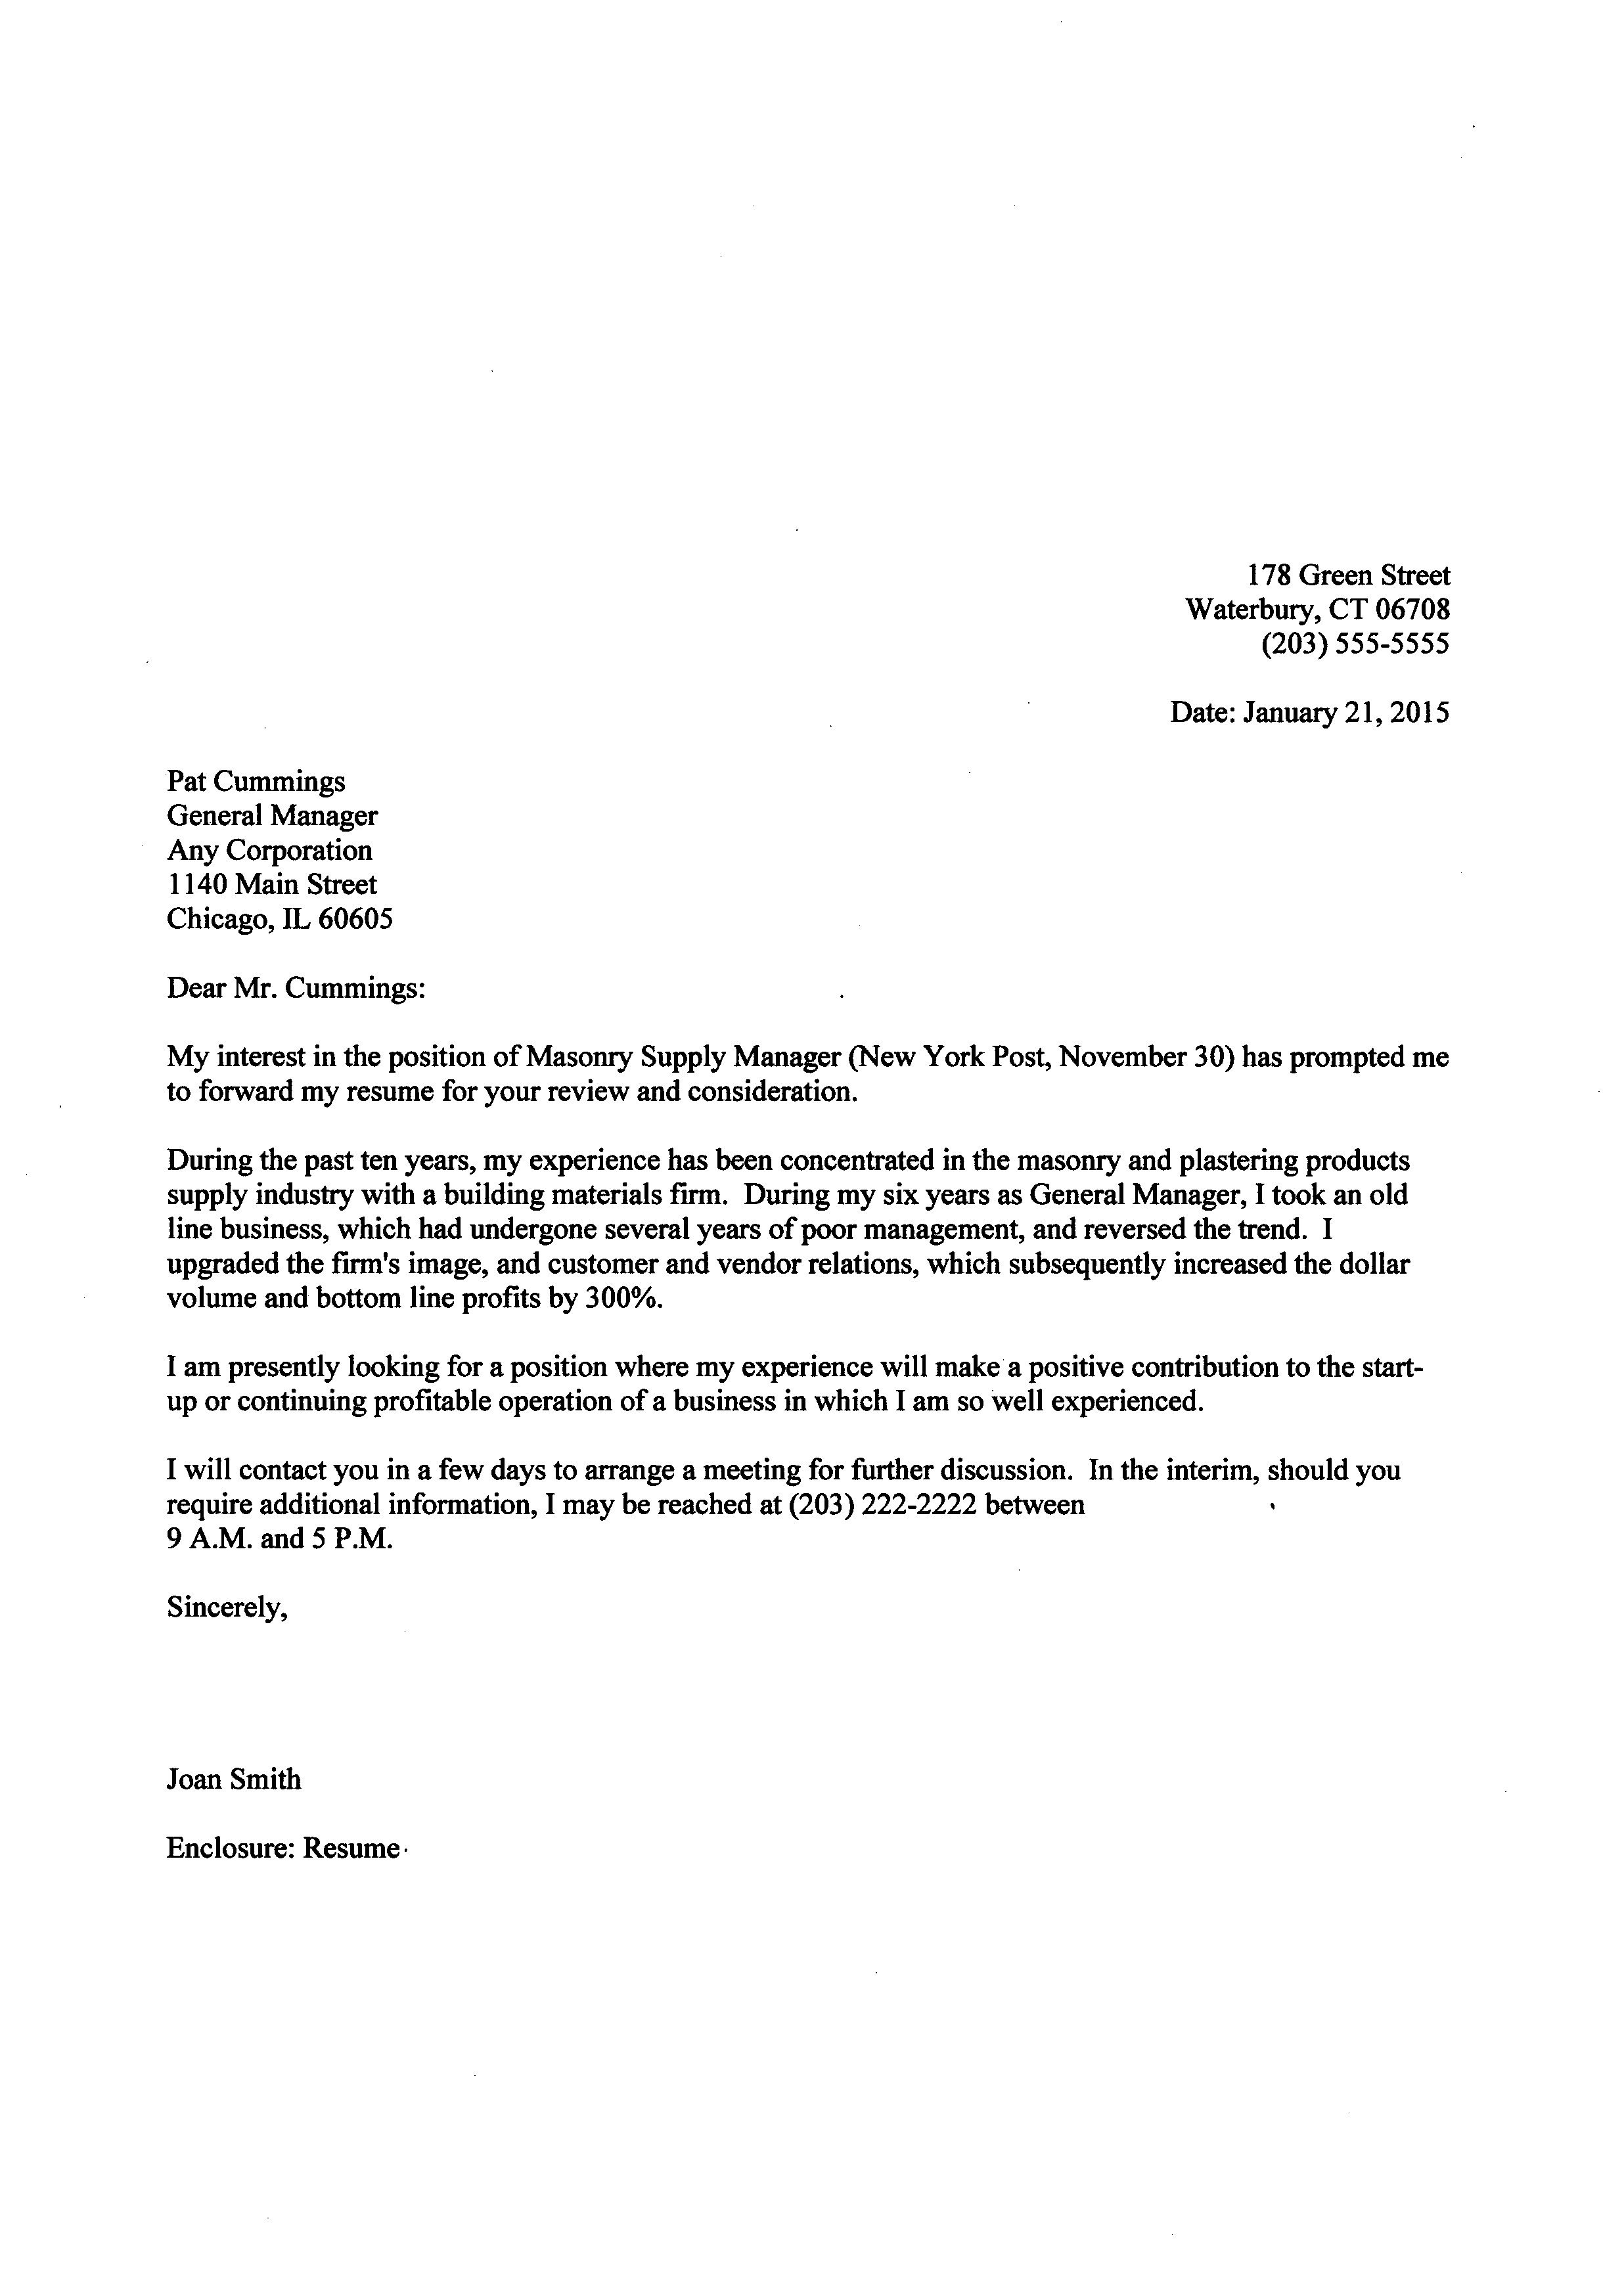 178 Green Street
Waterbury, CT 06708
(203) 555-5555
Date: January 21, 2015
Pat Cummings
General Manager
Any Corporation
1140 Main Street
Chicago, IL 60605
Dear Mr. Cummings:
My interest in the position of Masonry Supply Manager (New York Post, November 30) has prompted me
to forward my resume for your review and consideration.
During the past ten years, my experience has been concentrated in the masonry and plastering products
supply industry with a building materials firm.  During my six years as General Manager, I took an old
line business, which had undergone several years of poor management, and reversed the trend.  I
upgraded the firm's image, and customer and vendor relations, which subsequently increased the dollar
volume and bottom line profits by 300%.
I am presently looking for a position where my experience will make a positive contribution to the start-
up or continuing profitable operation of a business in which I am so well experienced.
I will contact you in a few days to arrange a meeting for further discussion.  In the interim, should you
require additional information, I may be reached at (203) 222-2222 between
9 A.M. and 5 P.M.
Sincerely,
Joan Smith
Enclosure: Resume